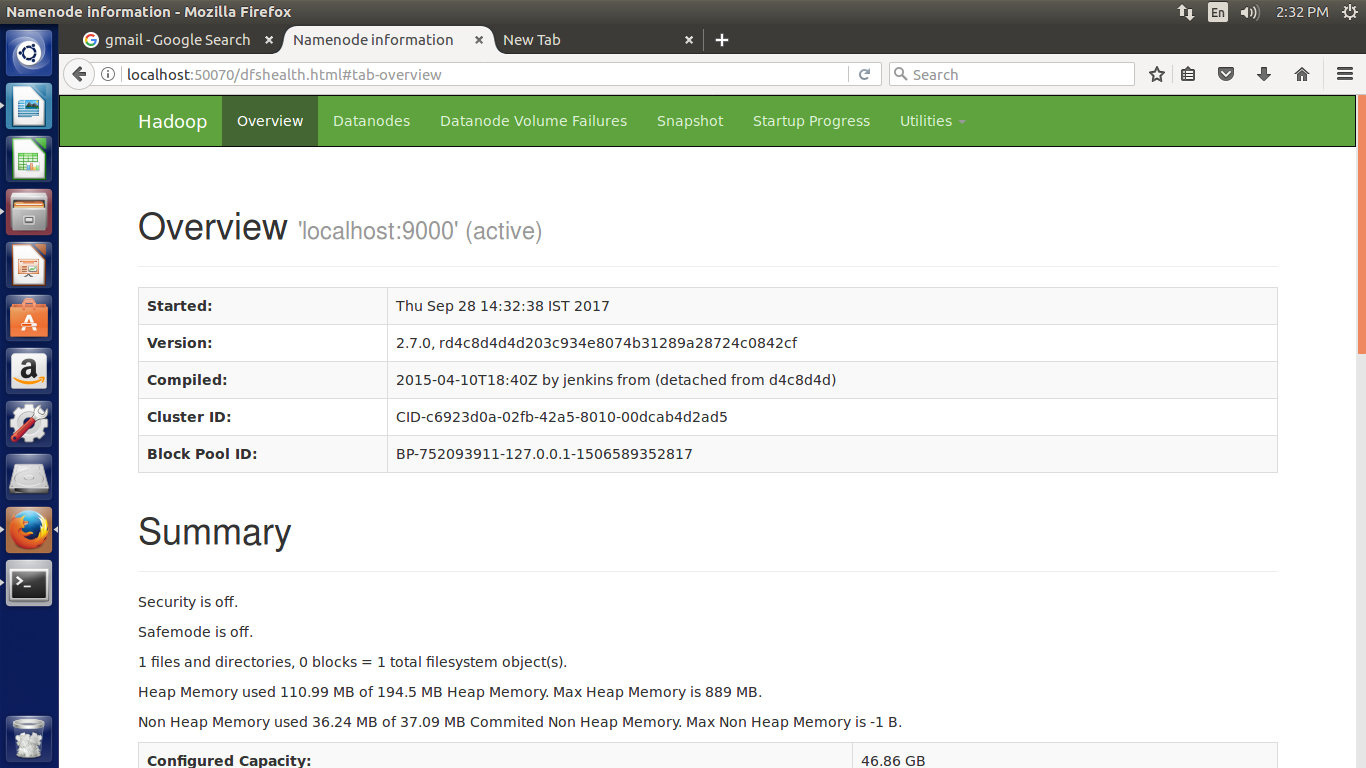 Namenode information - Mozilla Firefox
En
2:32 PM
gmail - Google Search
Namenode information
New Tab
localhost:50070/dfshealth.html#tab-overview
Search
Hadoop Overview Datanodes Datanode Volume Failures Snapshot Startup Progress Utilities
Overview 'localhost:9000' (active)
Started: Thu Sep 28 14:32:38 IST 2017
Version: 2.7.0, rd4c8d4d4d203c934e8074b31289a28724c0842cf
Compiled: 2015-04-10T18:40Z by jenkins from (detached from d4c8d4d)
Cluster ID: CID-c6923d0a-02fb-42a5-8010-00dcab4d2ad5
Block Pool ID: BP-752093911-127.0.0.1-1506589352817
Summary
Security is off.
Safemode is off.
1 files and directories, 0 blocks = 1 total filesystem object(s).
Heap Memory used 110.99 MB of 194.5 MB Heap Memory. Max Heap Memory is 889 MB.
Non Heap Memory used 36.24 MB of 37.09 MB Commited Non Heap Memory. Max Non Heap Memory is -1 B.
Configured Capacity: 46.86 GB